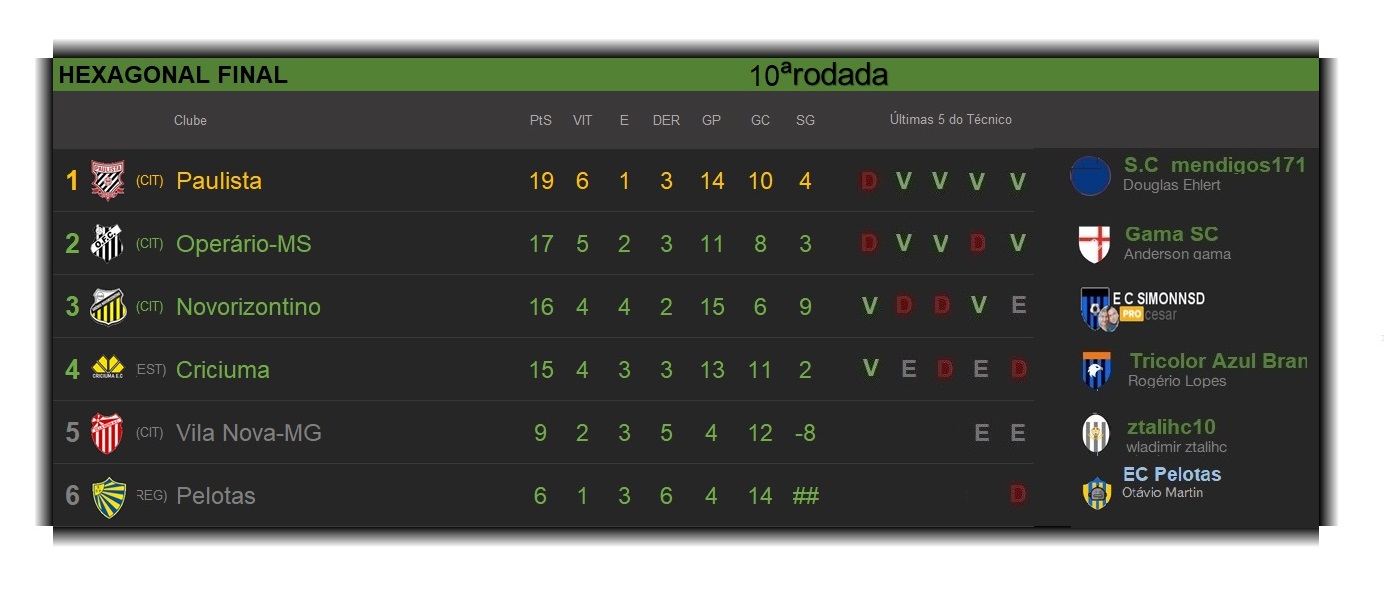 HEXAGONAL FINAL 10ªrodada
Clube PtS VIT E DER GP GC SG Últimas 5 do Técnico
1 PAULISTA (CIT) Paulista 19 6 1 3 14 10 4 D V V V V S.C mendigos171
Douglas Ehlert
2 O.F.C. (CIT) Operário-MS 17 5 2 3 11 8 3 D V V D V Gama SC
Anderson gama
3 (CIT) Novorizontino 16 4 4 2 15 6 9 V D D V E E C SIMONNSD
PRO cesar
4 CRICIUMA E.C EST) Criciuma 15 4 3 3 13 11 2 V E D E D Tricolor Azul Bran
Rogério Lopes
5 (CIT) Vila Nova-MG 9 2 3 5 4 12 -8 E E ztalihc10
wladimir ztalihc
6 REG) Pelotas 6 1 3 6 4 14 ## D EC Pelotas
Otávio Martin